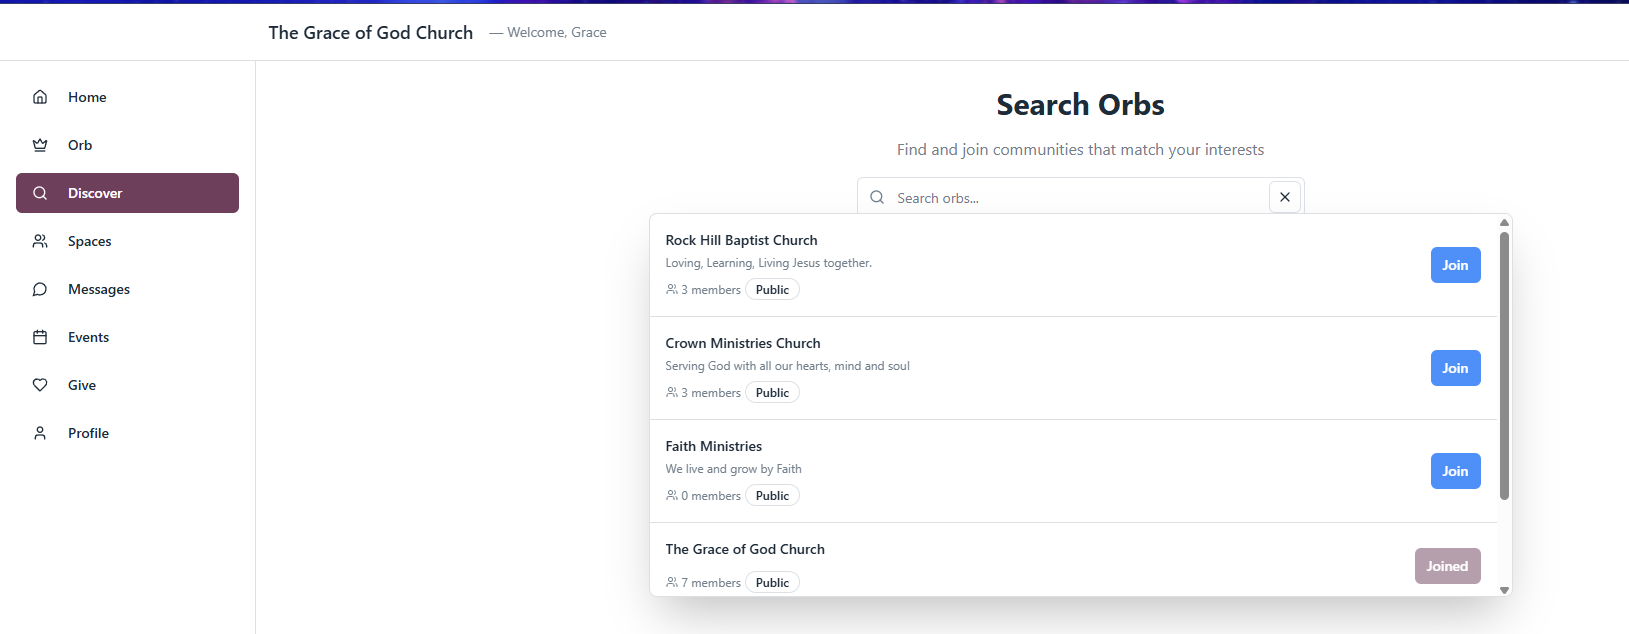 The Grace of God Church — Welcome, Grace
Home
Orb
Discover
Spaces
Messages
Events
Give
Profile
Search Orbs
Find and join communities that match your interests
Search orbs...
Rock Hill Baptist Church
Loving, Learning, Living Jesus together.
3 members Public
Join
Crown Ministries Church
Serving God with all our hearts, mind and soul
3 members Public
Join
Faith Ministries
We live and grow by Faith
0 members Public
Join
The Grace of God Church
7 members Public
Joined